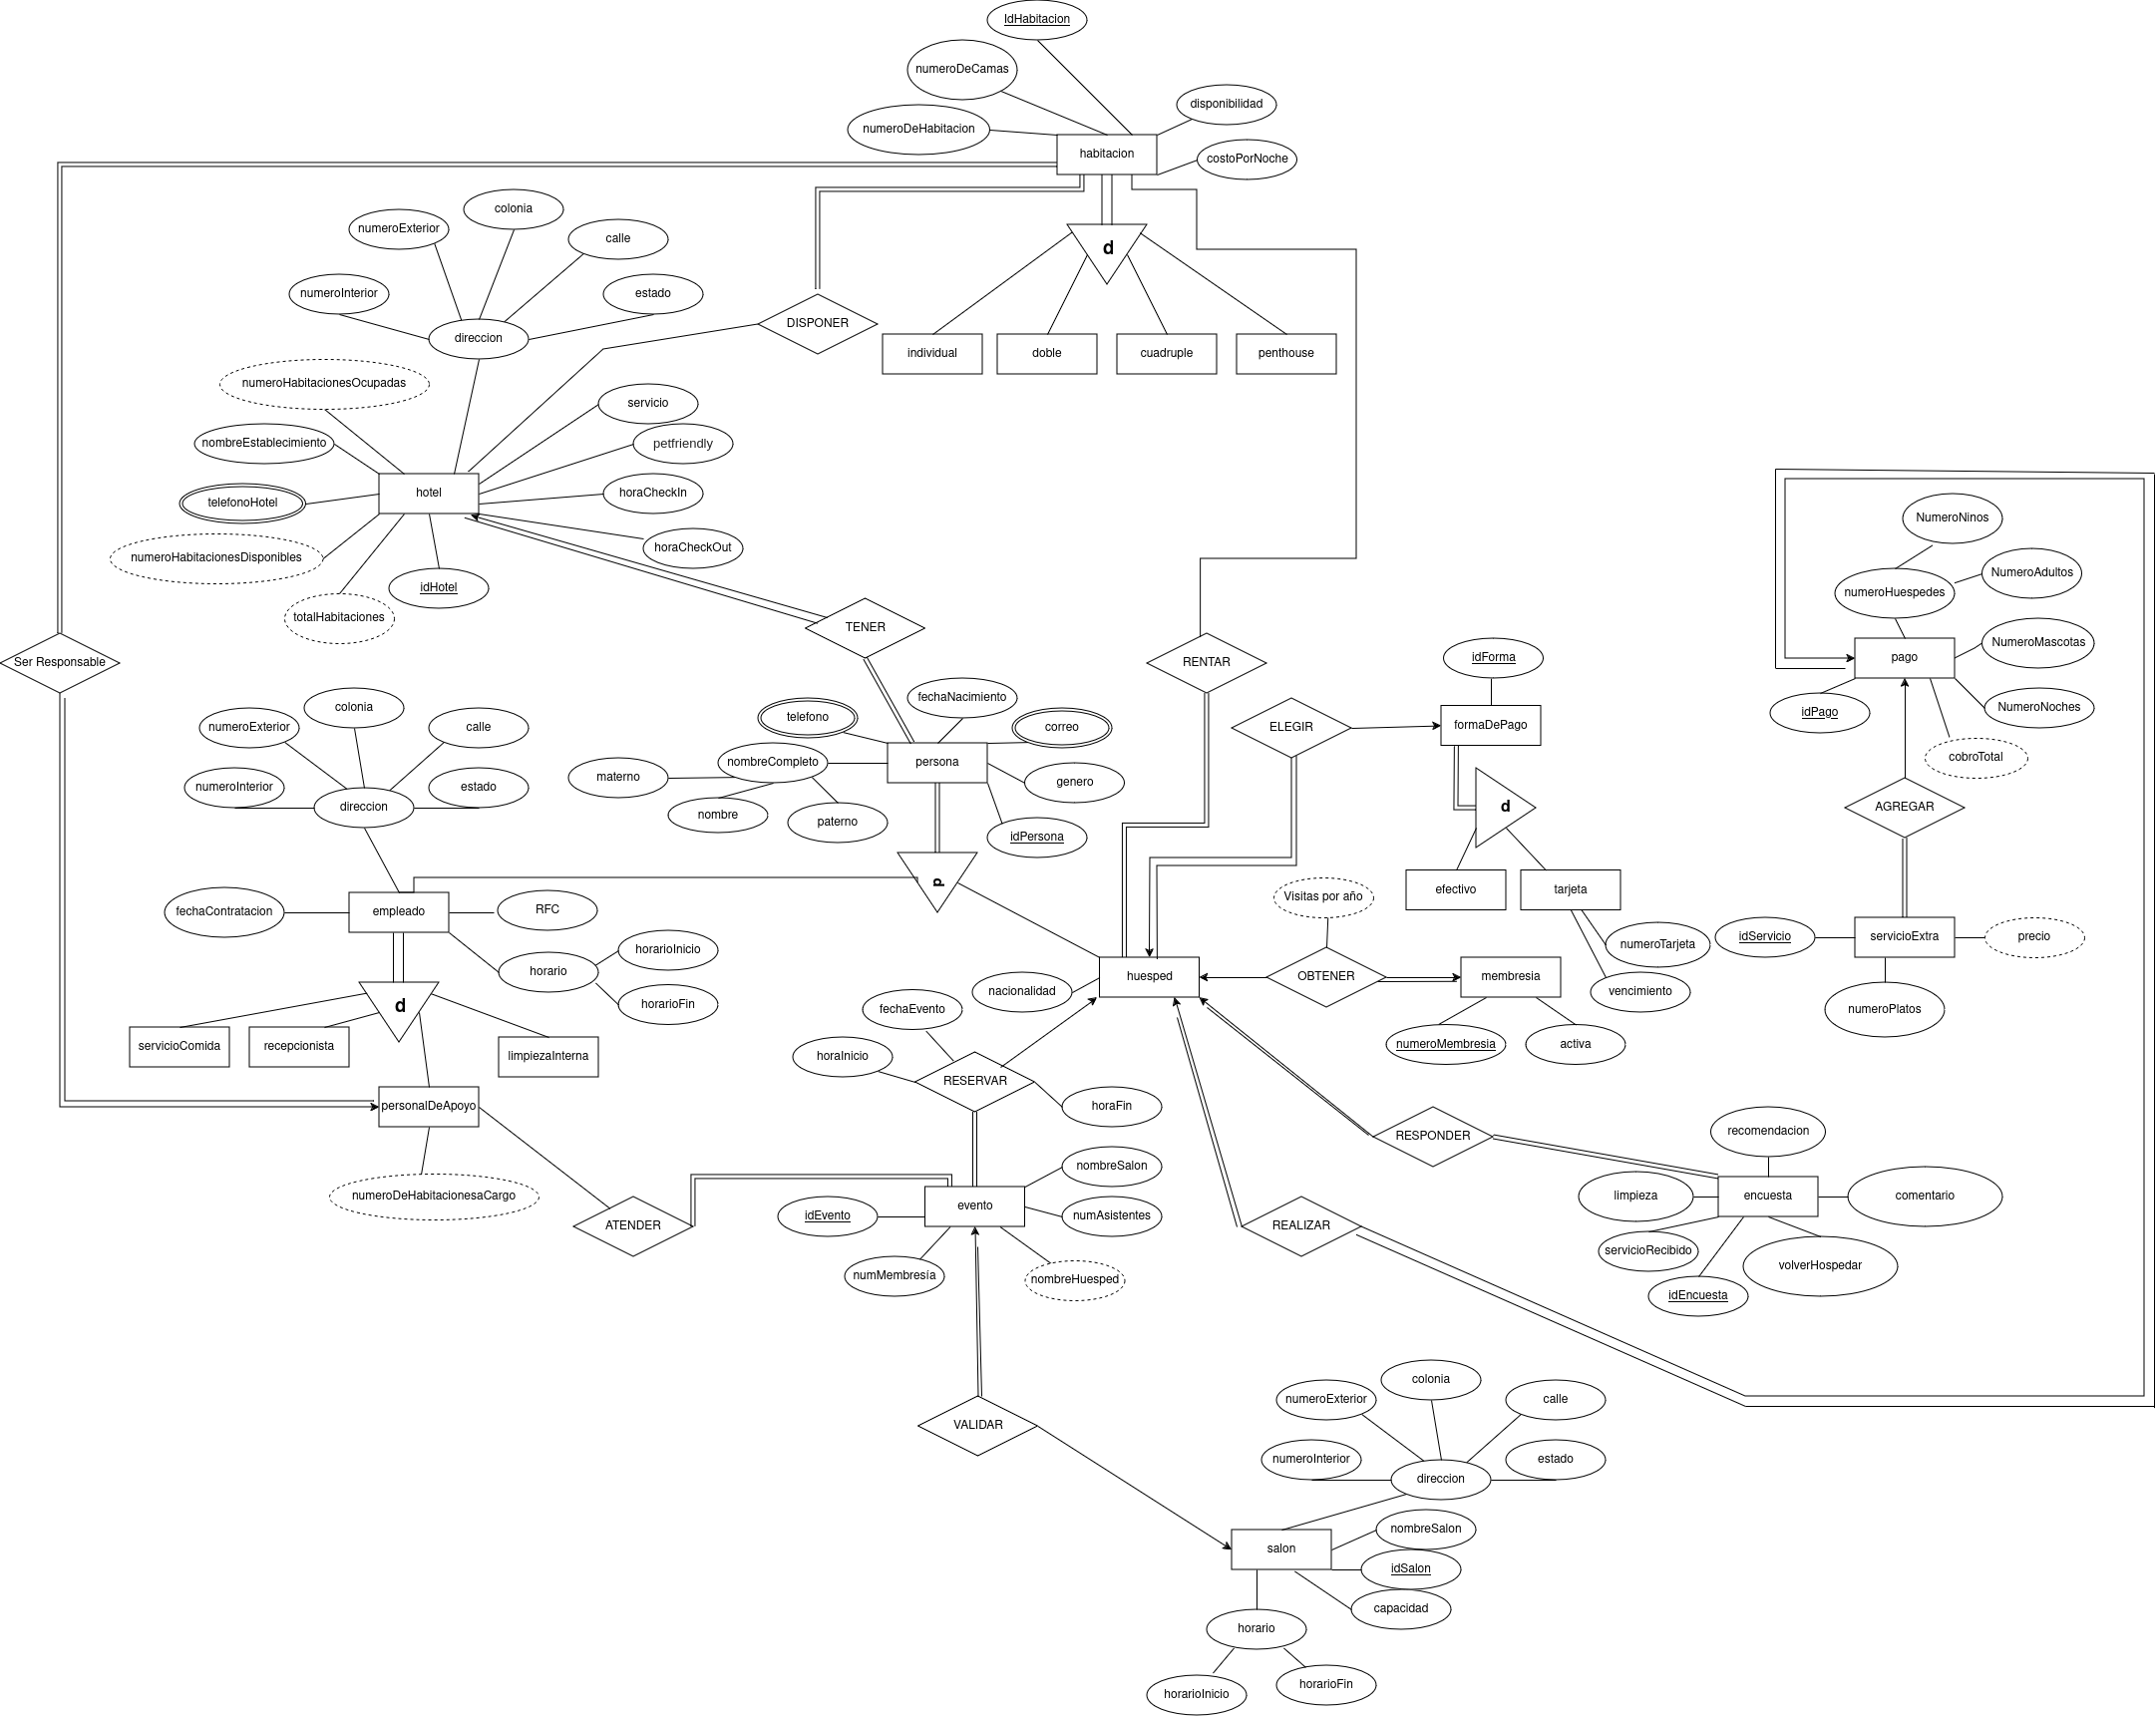 IdHabitacion
numeroDeCamas
disponibilidad
numeroDeHabitacion
habitacion
costoPorNoche
colonia
numeroExterior
calle
d
numeroInterior
estado
DISPONER
direccion
individual
doble
cuadruple
penthouse
numeroHabitacionesOcupadas
servicio
nombreEstablecimiento
petfriendly
hotel
horaCheckIn
telefonoHotel
horaCheckOut
numeroHabitacionesDisponibles
idHotel
totalHabitaciones
NumeroNinos
NumeroAdultos
numeroHuespedes
TENER
NumeroMascotas
Ser Responsable
RENTAR
idForma
pago
fechaNacimiento
colonia
telefono
correo
numeroExterior
calle
ELEGIR
formaDePago
idPago
NumeroNoches
nombreCompleto
persona
cobroTotal
materno
genero
numeroInterior
estado
direccion
nombre
paterno
idPersona
d
AGREGAR
p
efectivo
tarjeta
Visitas por año
fechaContratacion
empleado
RFC
idServicio
servicioExtra
precio
numeroTarjeta
horarioInicio
horario
huesped
OBTENER
membresia
nacionalidad
vencimiento
horarioFin
d
fechaEvento
numeroPlatos
servicioComida
recepcionista
limpiezaInterna
horaInicio
numeroMembresia
activa
RESERVAR
personalDeApoyo
horaFin
RESPONDER
recomendacion
nombreSalon
numeroDeHabitacionesaCargo
limpieza
encuesta
comentario
idEvento
evento
numAsistentes
ATENDER
REALIZAR
servicioRecibido
volverHospedar
numMembresía
nombreHuesped
idEncuesta
colonia
numeroExterior
calle
VALIDAR
numeroInterior
estado
direccion
nombreSalon
salon
idSalon
capacidad
horario
horarioInicio
horarioFin